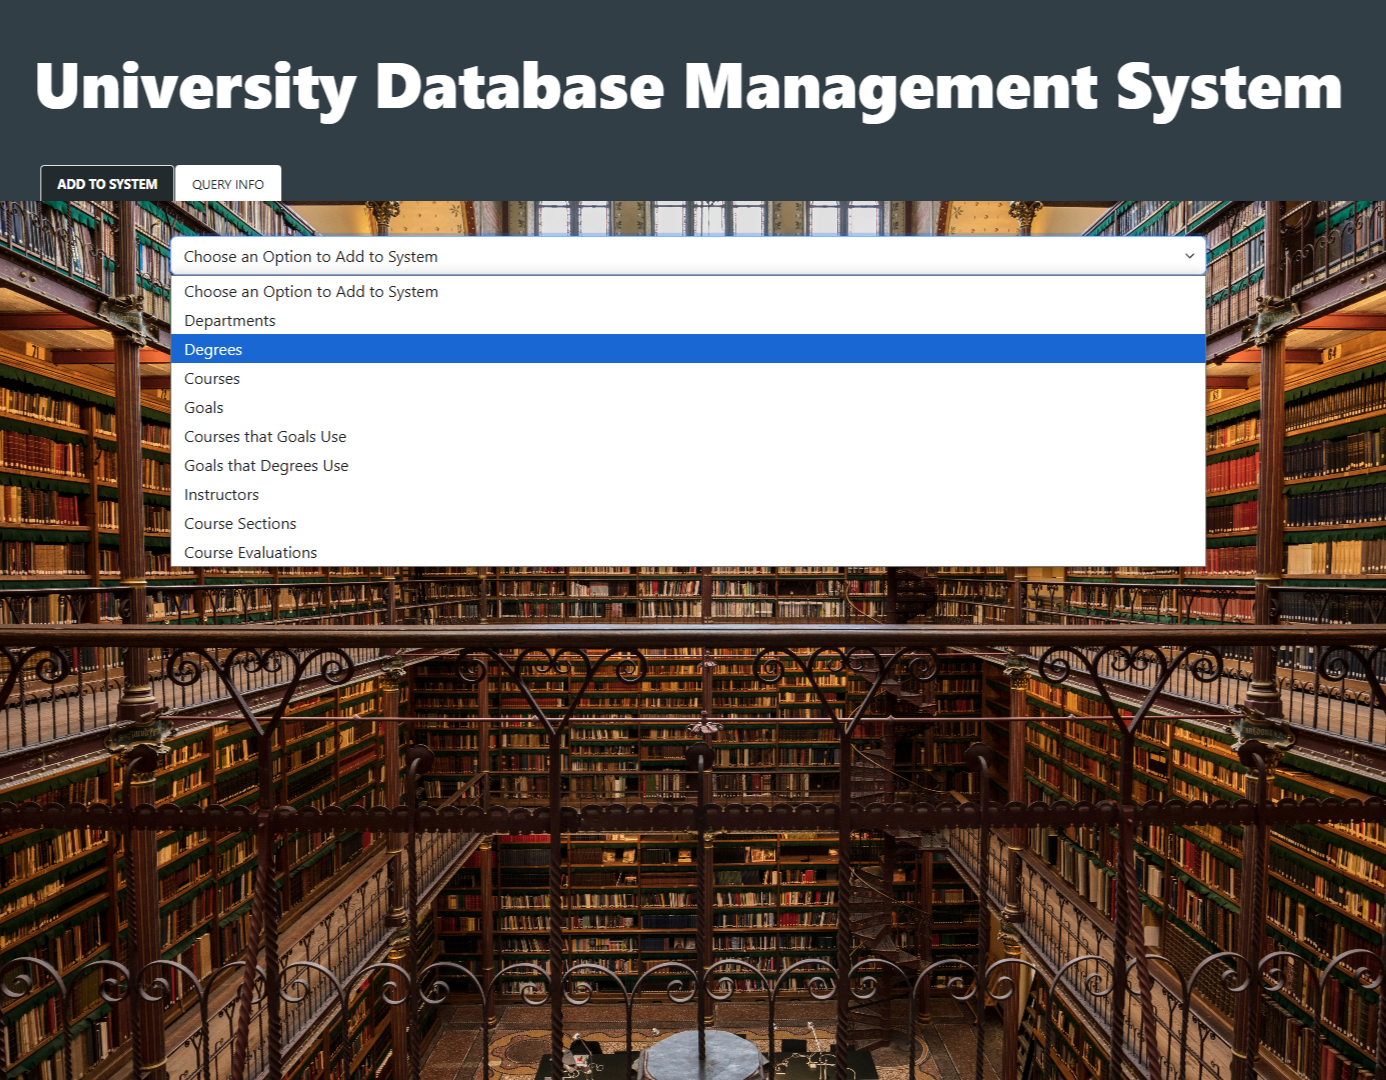 University Database Management System
ADD TO SYSTEM
QUERY INFO
Choose an Option to Add to System
Choose an Option to Add to System
Departments
Degrees
Courses
Goals
Courses that Goals Use
Goals that Degrees Use
Instructors
Course Sections
Course Evaluations